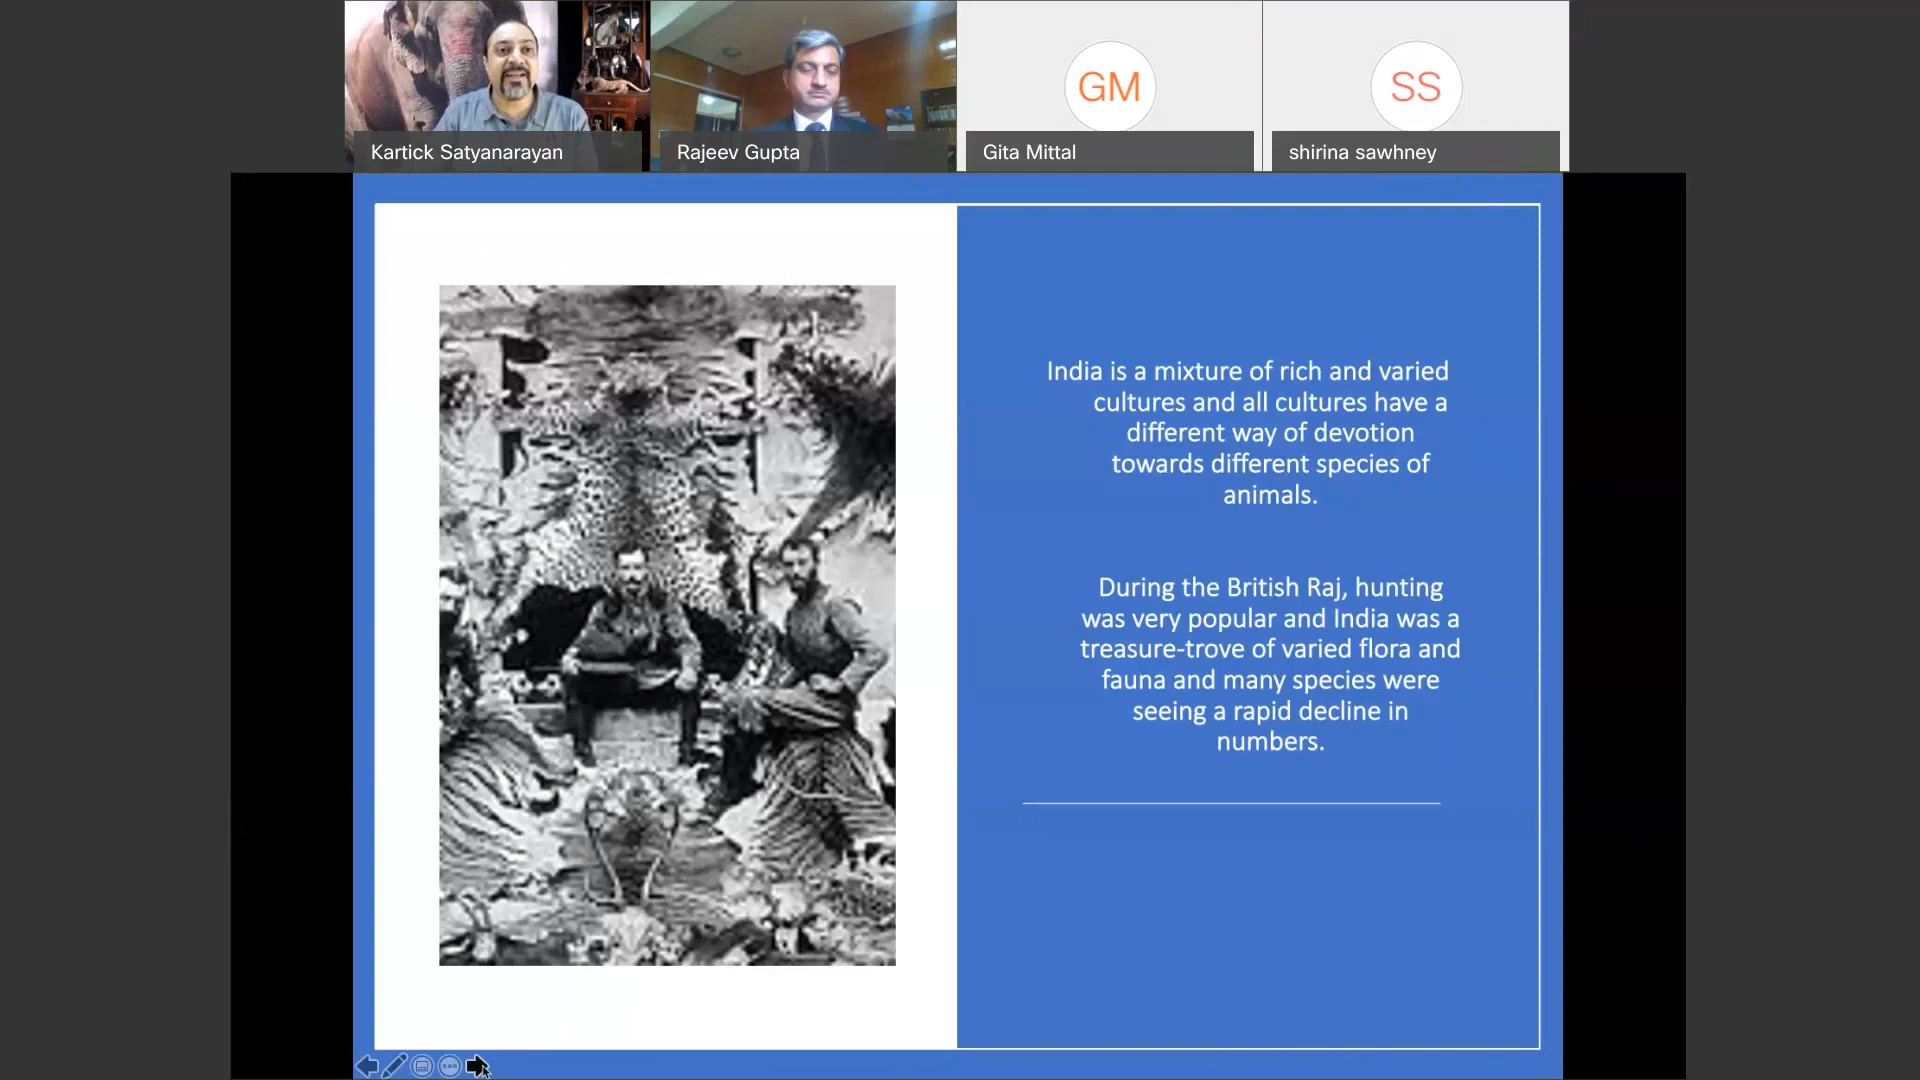 GM
SS
Kartick Satyanarayan
Rajeev Gupta
Gita Mittal
shirina sawhney
India is a mixture of rich and varied
cultures and all cultures have a
different way of devotion
towards different species of
animals.
During the British Raj, hunting
was very popular and India was a
treasure-trove of varied flora and
fauna and many species were
seeing a rapid decline in
numbers.